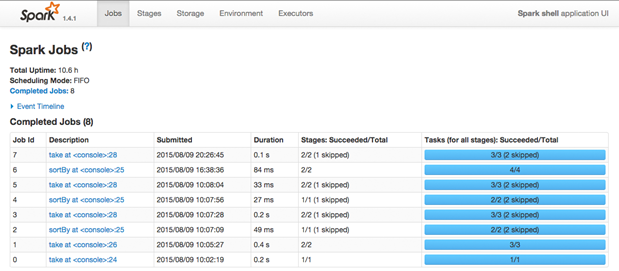 Spark 1.4.1 Jobs Stages Storage Environment Executors Spark shell application UI
Spark Jobs (?)
Total Uptime: 10.6 h
Scheduling Mode: FIFO
Completed Jobs: 8
Event Timeline
Completed Jobs (8)
Job Id Description Submitted Duration Stages: Succeeded/Total Tasks (for all stages): Succeeded/Total
7 take at <console>:28 2015/08/09 20:26:45 0.1 s 2/2 (1 skipped) 3/3 (2 skipped)
6 sortBy at <console>:25 2015/08/09 16:38:36 84 ms 2/2 4/4
5 take at <console>:28 2015/08/09 10:08:04 33 ms 2/2 (1 skipped) 3/3 (2 skipped)
4 sortBy at <console>:25 2015/08/09 10:07:56 27 ms 1/1 (1 skipped) 2/2 (2 skipped)
3 take at <console>:28 2015/08/09 10:07:28 0.2 s 2/2 (1 skipped) 3/3 (2 skipped)
2 sortBy at <console>:25 2015/08/09 10:07:09 49 ms 1/1 (1 skipped) 2/2 (2 skipped)
1 take at <console>:26 2015/08/09 10:05:27 0.4 s 2/2 3/3
0 take at <console>:24 2015/08/09 10:02:19 0.2 s 1/1 1/1